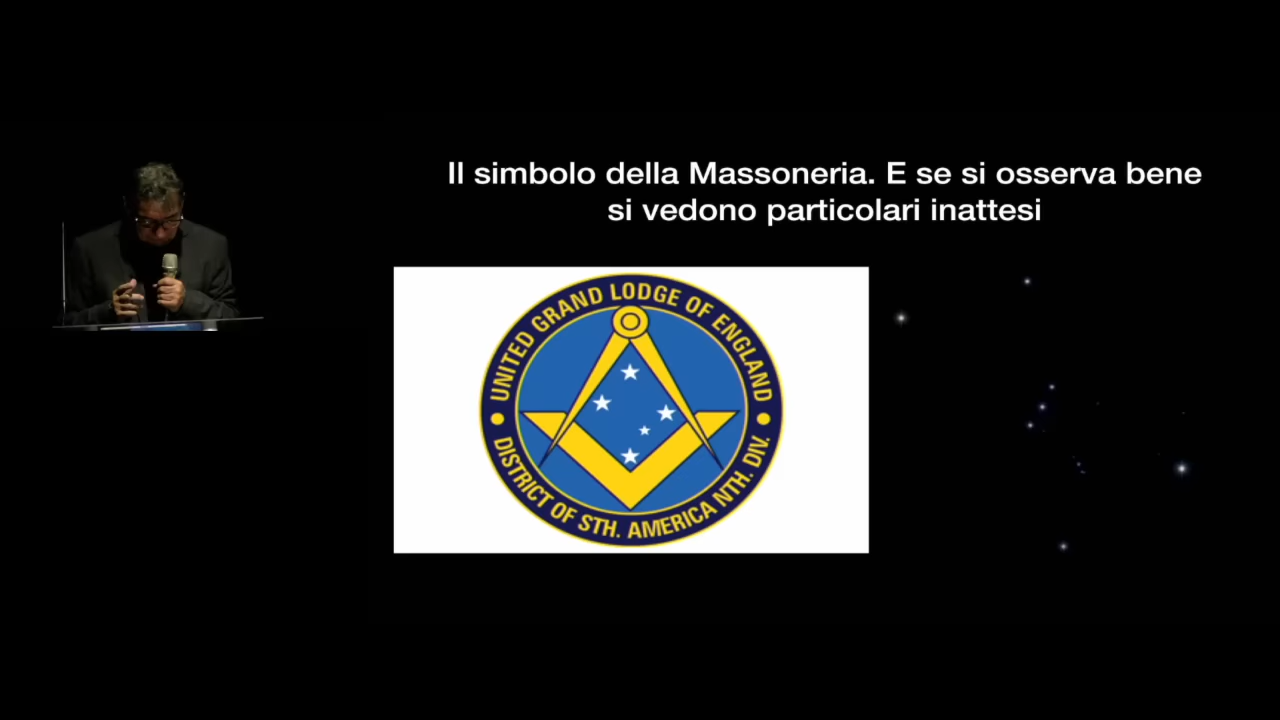 Il simbolo della Massoneria. E se si osserva bene
si vedono particolari inattesi
UNITED GRAND LODGE OF ENGLAND
DISTRICT OF STH. AMERICA NTH. DIV.